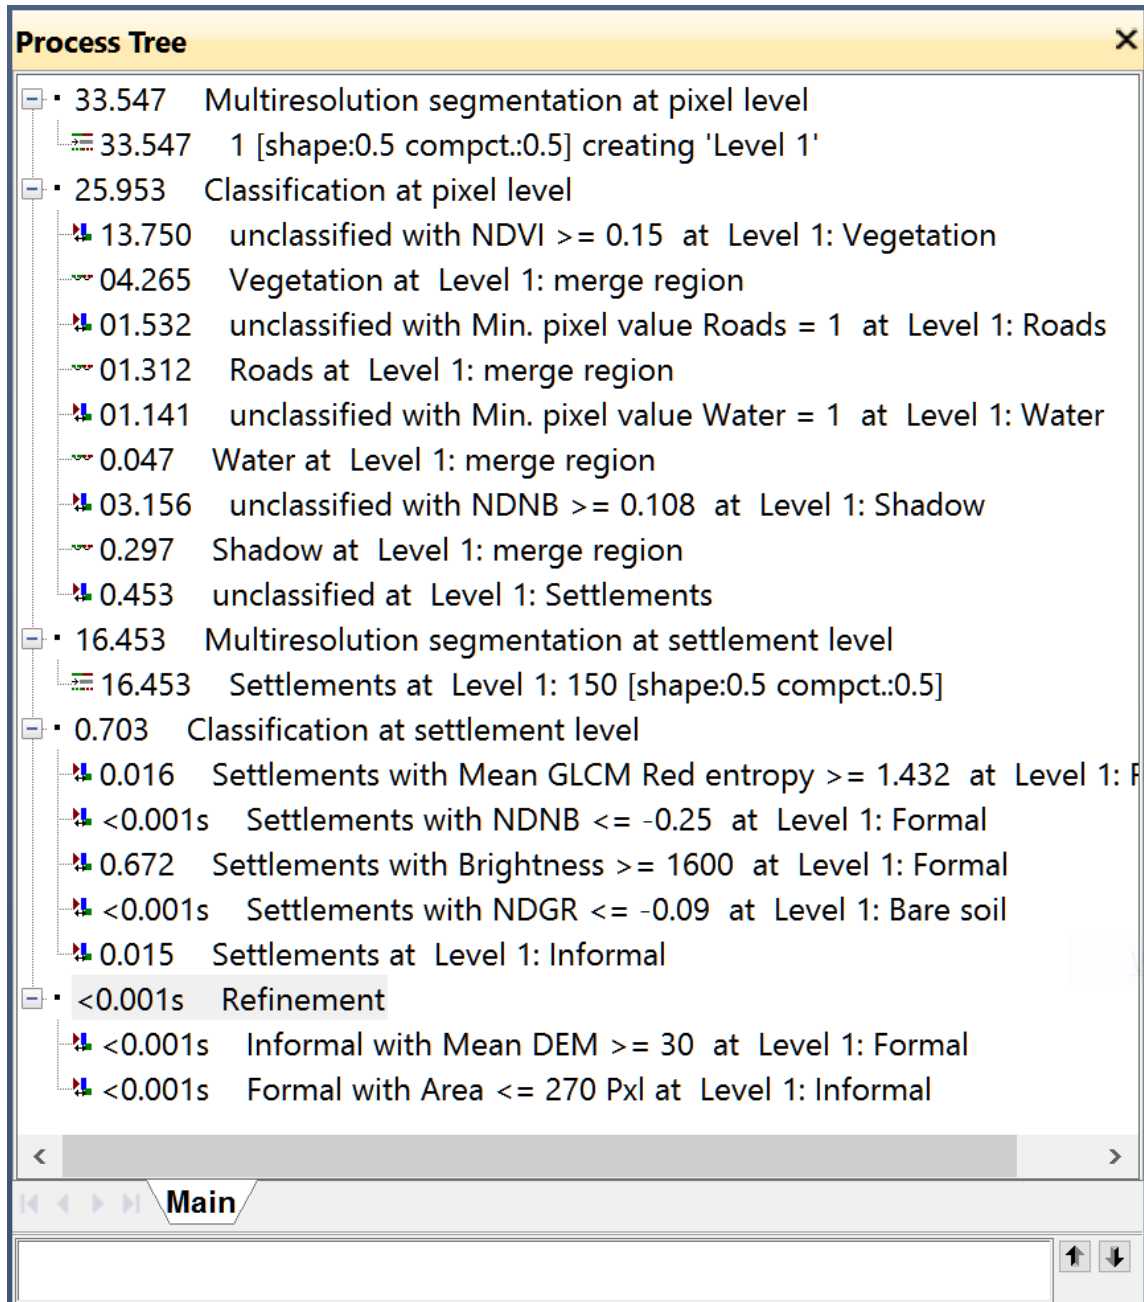 Process Tree
33.547 Multiresolution segmentation at pixel level
33.547 1 [shape:0.5 compct.:0.5] creating 'Level 1'
25.953 Classification at pixel level
13.750 unclassified with NDVI >= 0.15 at Level 1: Vegetation
04.265 Vegetation at Level 1: merge region
01.532 unclassified with Min. pixel value Roads = 1 at Level 1: Roads
01.312 Roads at Level 1: merge region
01.141 unclassified with Min. pixel value Water = 1 at Level 1: Water
0.047 Water at Level 1: merge region
03.156 unclassified with NDNB >= 0.108 at Level 1: Shadow
0.297 Shadow at Level 1: merge region
0.453 unclassified at Level 1: Settlements
16.453 Multiresolution segmentation at settlement level
16.453 Settlements at Level 1: 150 [shape:0.5 compct.:0.5]
0.703 Classification at settlement level
0.016 Settlements with Mean GLCM Red entropy >= 1.432 at Level 1:
<0.001s Settlements with NDNB <= -0.25 at Level 1: Formal
0.672 Settlements with Brightness >= 1600 at Level 1: Formal
<0.001s Settlements with NDGR <= -0.09 at Level 1: Bare soil
0.015 Settlements at Level 1: Informal
<0.001s Refinement
<0.001s Informal with Mean DEM >= 30 at Level 1: Formal
<0.001s Formal with Area <= 270 Pxl at Level 1: Informal
Main